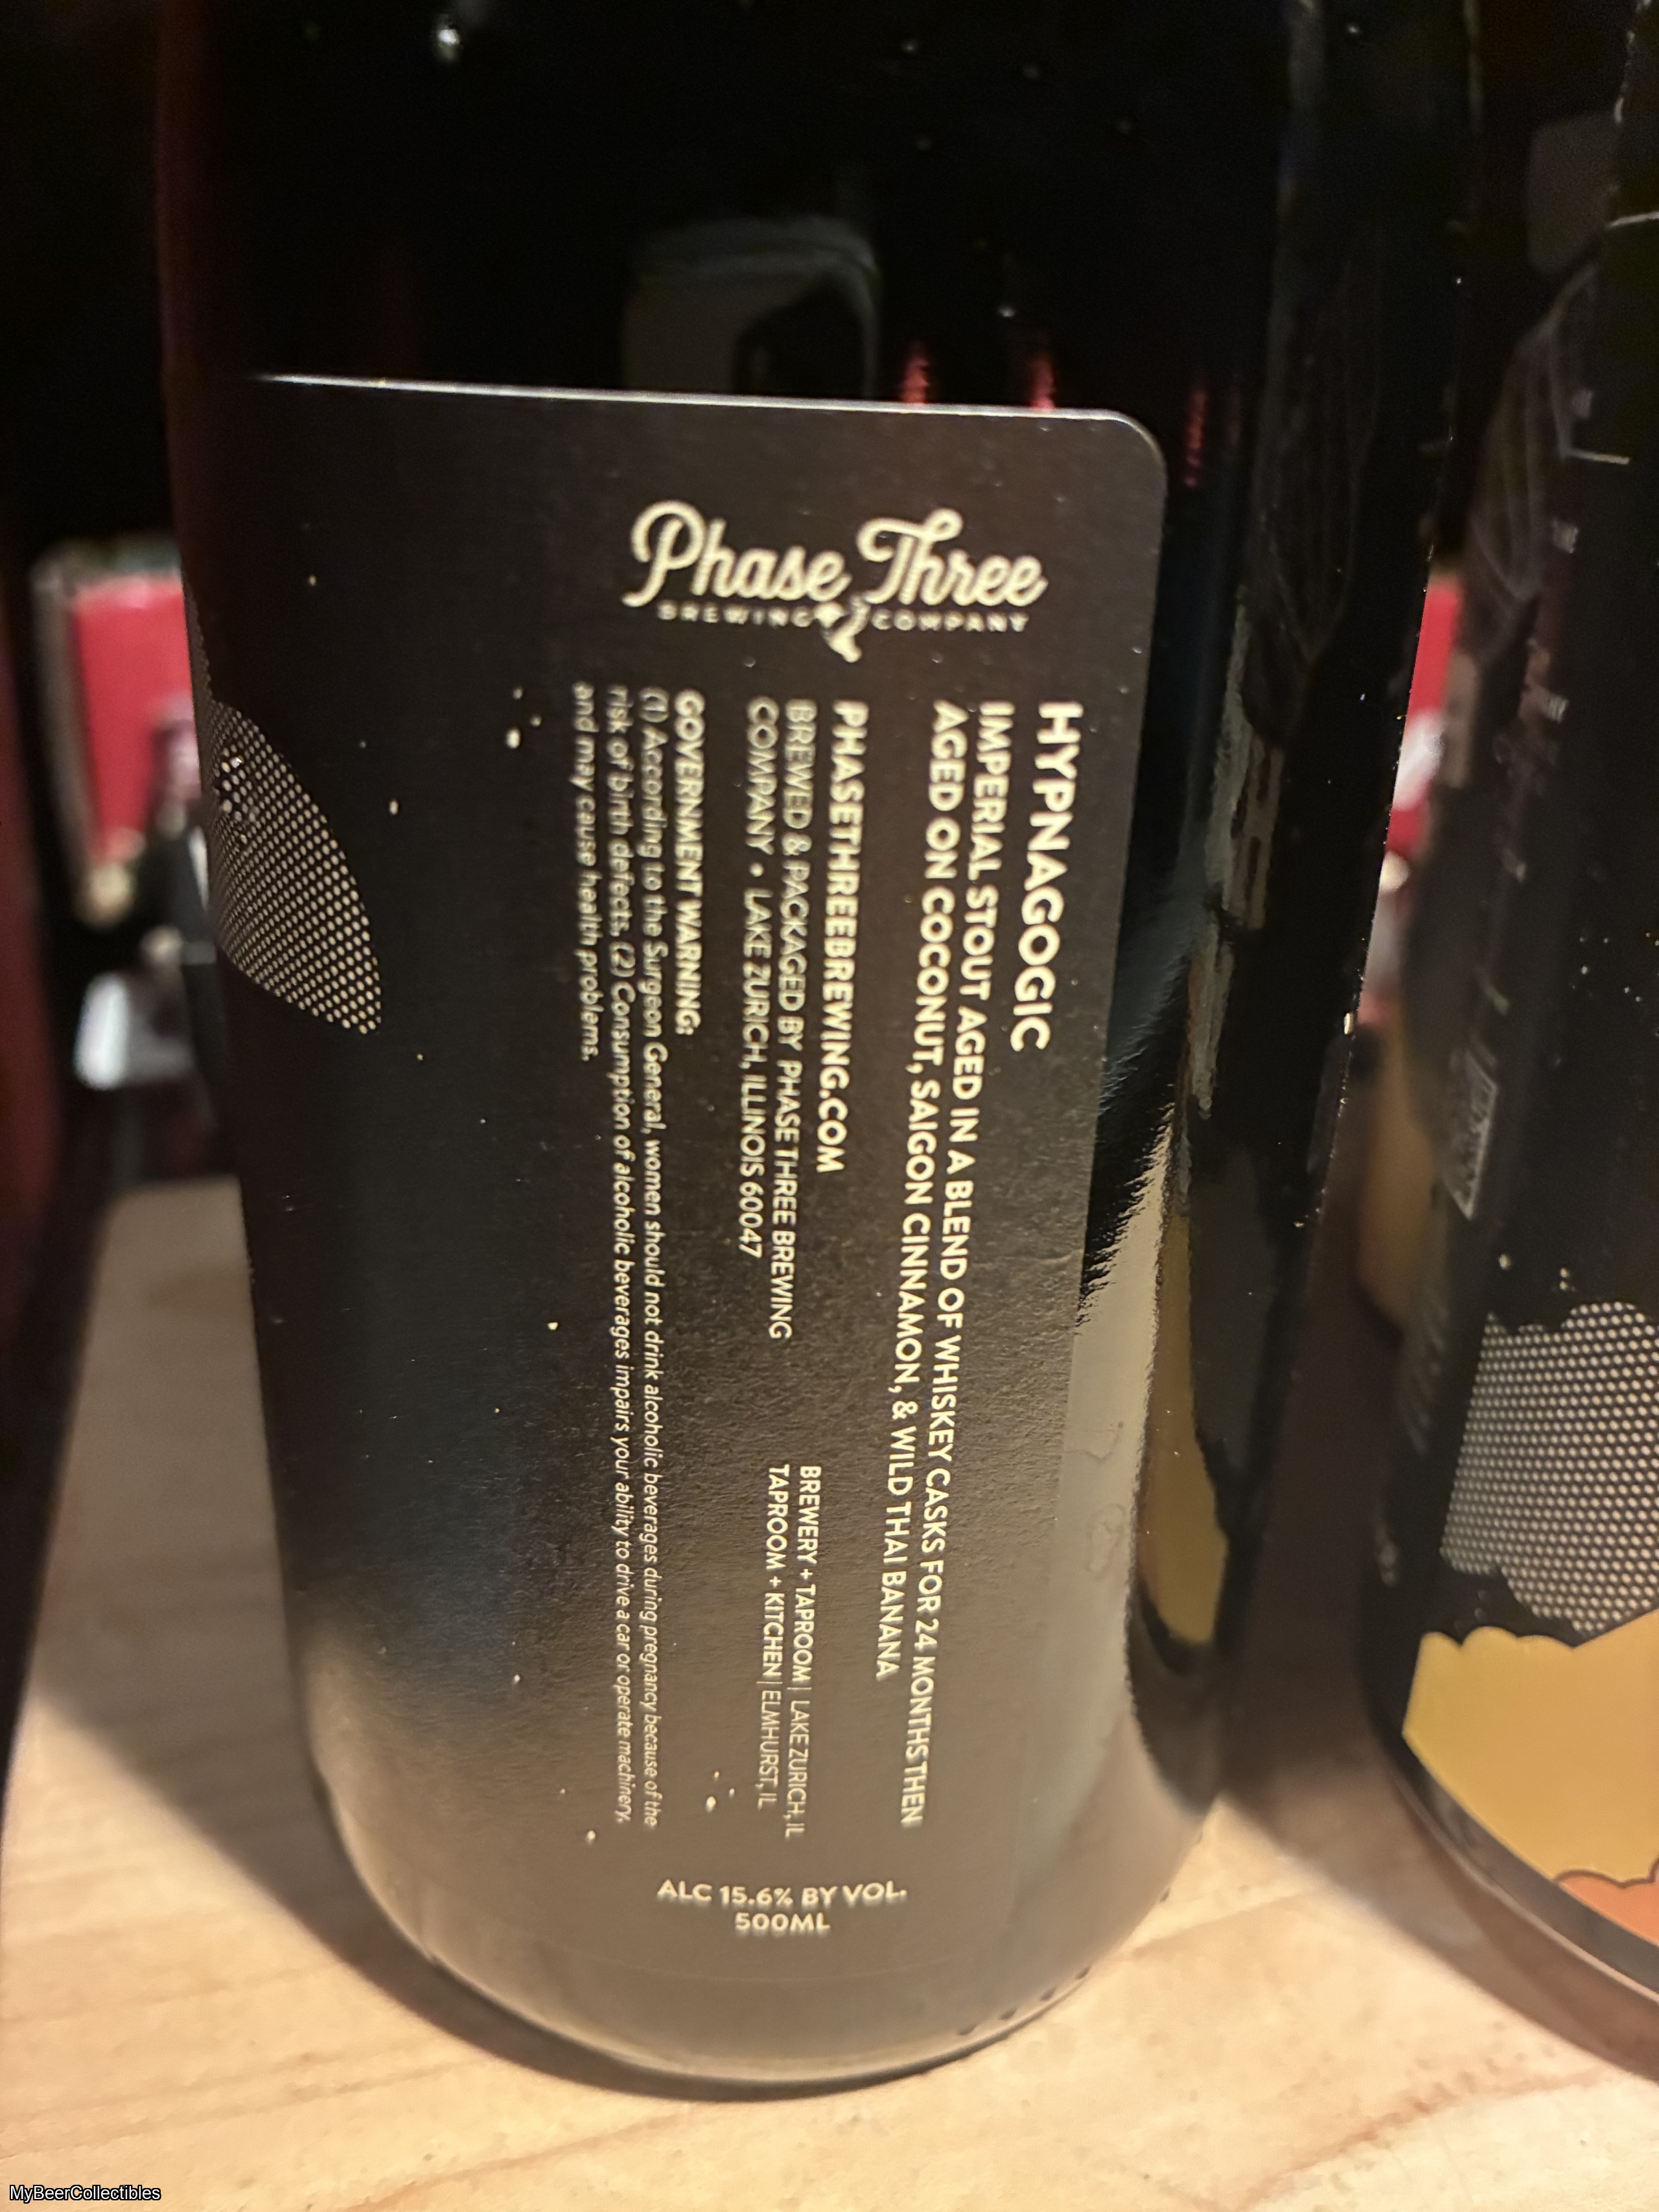 Phase Three
BREWING COMPANY
HYPNAGOGIC
IMPERIAL STOUT AGED IN A BLEND OF WHISKEY CASKS FOR 24 MONTHS THEN
AGED ON COCONUT, SAIGON CINNAMON, & WILD THAI BANANA
PHASETHREEBREWING.COM
BREWED & PACKAGED BY PHASE THREE BREWING
COMPANY • LAKE ZURICH, ILLINOIS 60047
BREWERY + TAPROOM | LAKE ZURICH, IL
TAPROOM + KITCHEN | ELMHURST, IL
GOVERNMENT WARNING:
(1) According to the Surgeon General, women should not drink alcoholic beverages during pregnancy because of the
risk of birth defects. (2) Consumption of alcoholic beverages impairs your ability to drive a car or operate machinery,
and may cause health problems.
ALC 15.6% BY VOL.
500ML
MyBeerCollectibles